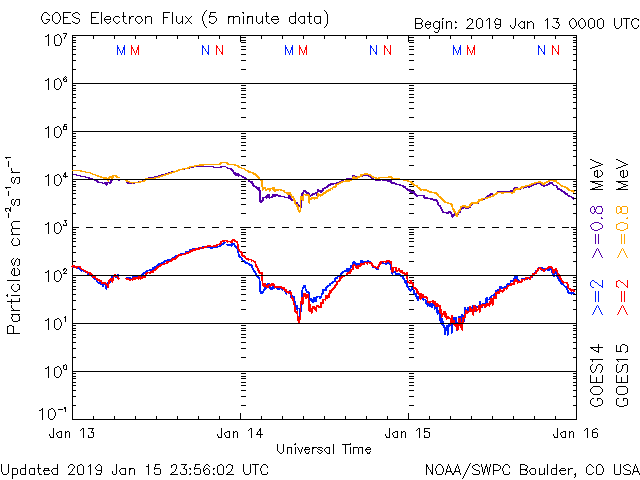 GOES Electron Flux (5 minute data)
Begin: 2019 Jan 13 0000 UTC
M M N N M M N N M M N N
10⁷
10⁶
10⁵
10⁴
10³
10²
10¹
10⁰
10⁻¹
Particles cm⁻²s⁻¹sr⁻¹
Jan 13 Jan 14 Jan 15 Jan 16
Universal Time
GOES14 >=2 >=0.8 MeV
GOES15 >=2 >=0.8 MeV
Updated 2019 Jan 15 23:56:02 UTC
NOAA/SWPC Boulder, CO USA